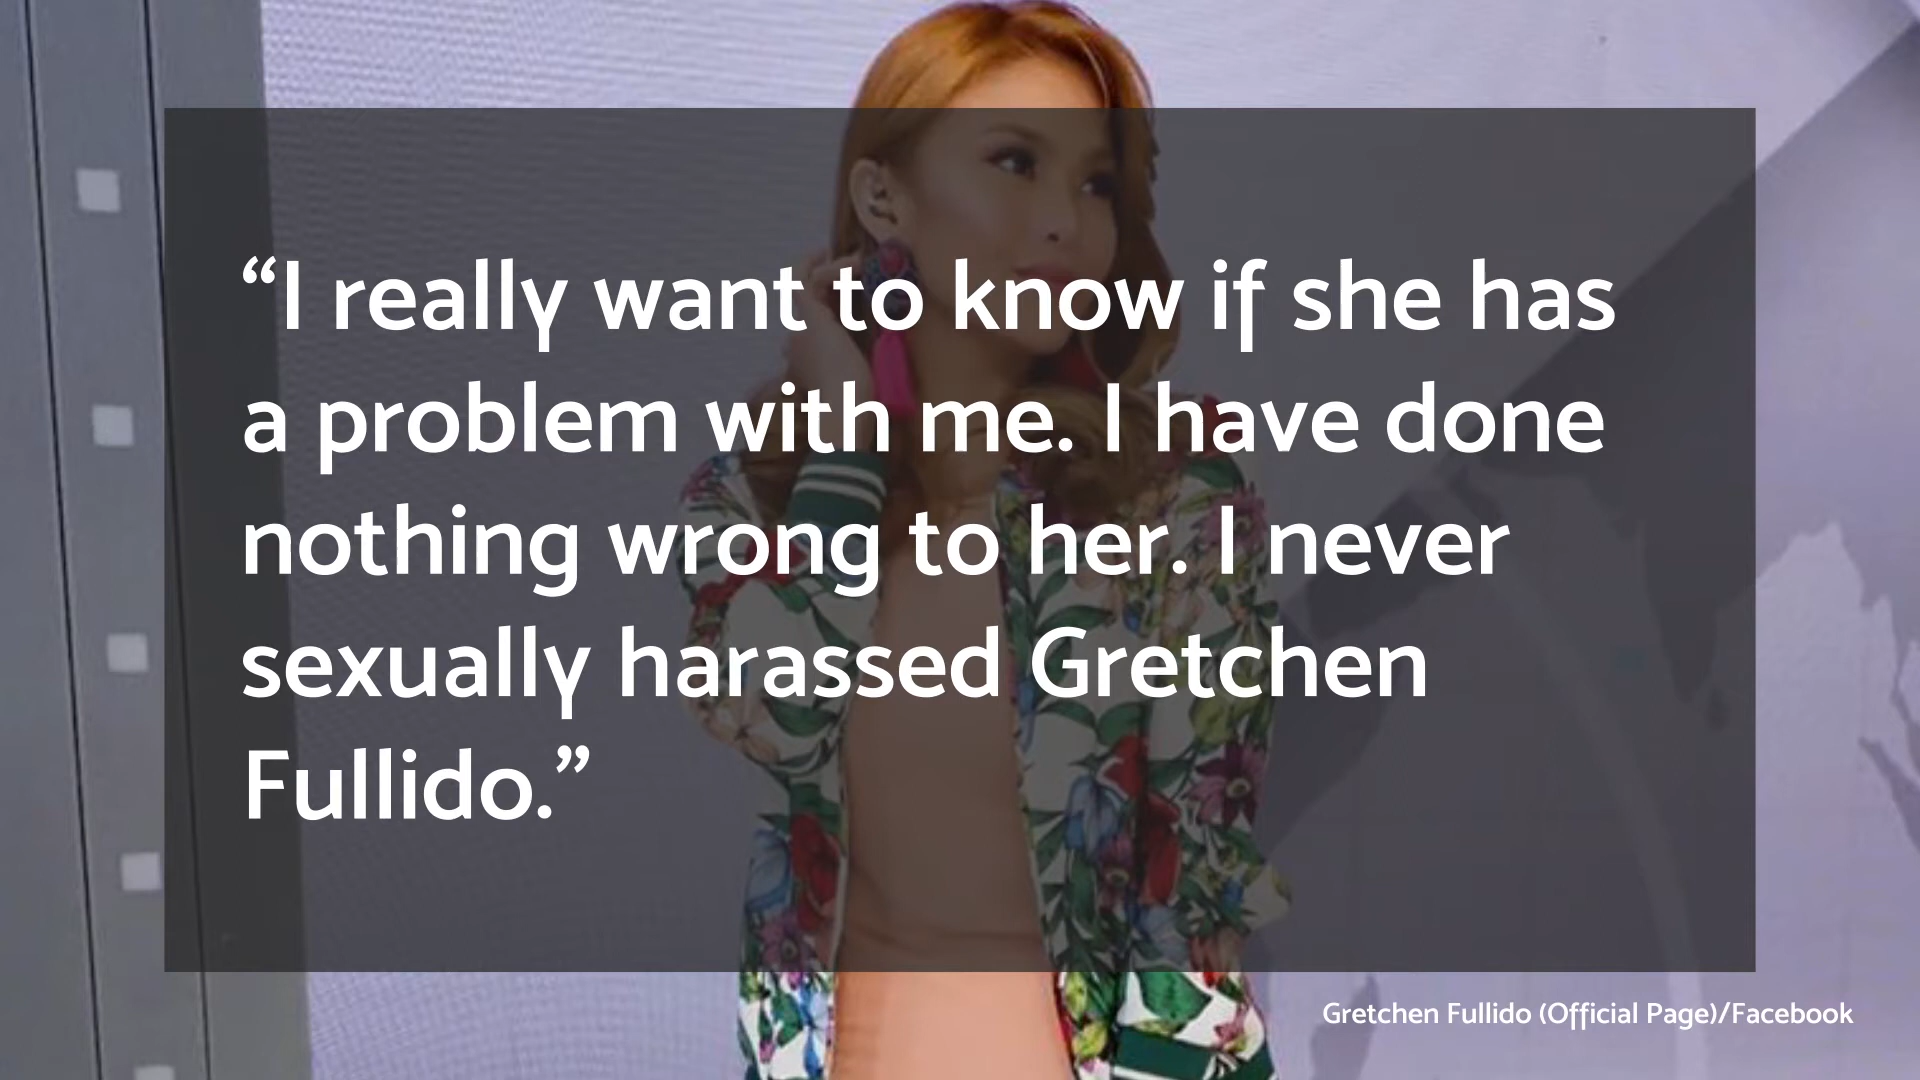 “I really want to know if she has
a problem with me. I have done
nothing wrong to her. I never
sexually harassed Gretchen
Fullido.”
Gretchen Fullido (Official Page)/Facebook